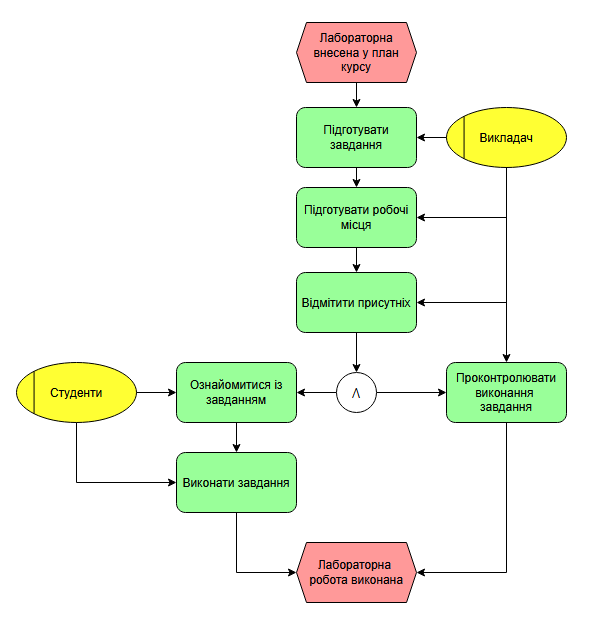 Лабораторна
внесена у план
курсу
Підготувати
завдання
Викладач
Підготувати робочі
місця
Відмітити присутніх
Студенти
Ознайомитися із
завданням
Λ
Проконтролювати
виконання
завдання
Виконати завдання
Лабораторна
робота виконана